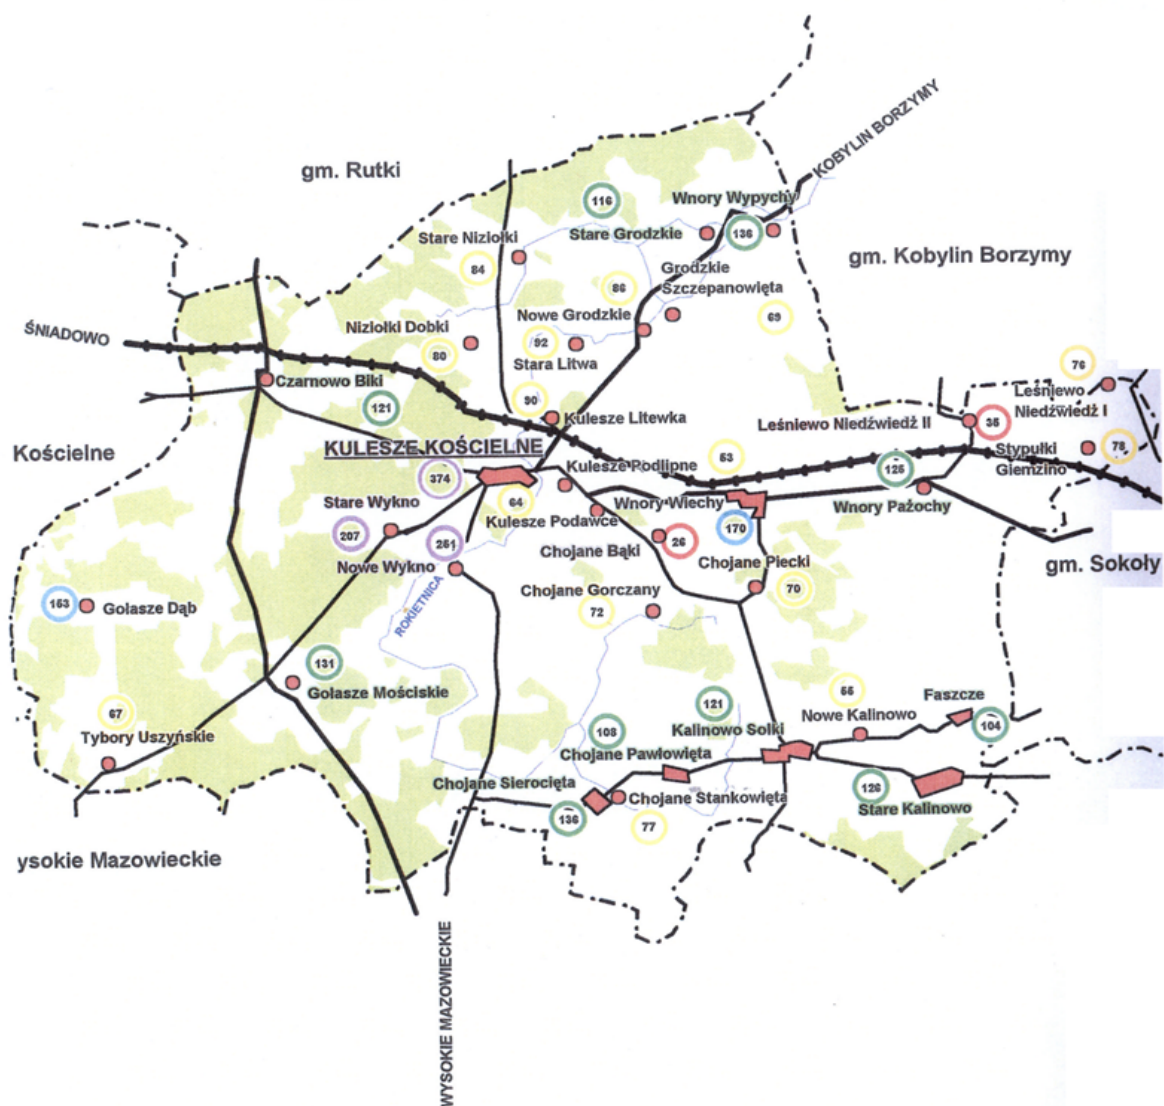 KOBYLIN BORZYMY
gm. Rutki
116
Wnory Wypychy
Stare Grodzkie
136
Stare Niziołki
84
gm. Kobylin Borzymy
Grodzkie
Szczepanowięta
86
Nowe Grodzkie
69
ŚNIADOWO
Niziołki Dobki
80
92
Stara Litwa
76
Czarnowo Biki
121
90
Kulesze Litewka
Leśniewo
Niedźwiedź I
Leśniewo Niedźwiedź II
35
KULESZE KOŚCIELNE
Kościelne
Stypułki
Giemzino
78
374
Kulesze Podlipne
53
125
Stare Wykno
64
Wnory Wiechy
Wnory Pażochy
Kulesze Podawce
207
251
170
26
Chojane Bąki
Chojane Piecki
gm. Sokoły
Nowe Wykno
ROKIETNICA
Chojane Gorczany
70
72
153
Gołasze Dąb
131
Gołasze Mościskie
55
Faszcze
67
121
Nowe Kalinowo
104
Tybory Uszyńskie
108
Kalinowo Solki
Chojane Pawłowięta
Chojane Sierocięta
126
Stare Kalinowo
Chojane Stankowięta
136
77
ysokie Mazowieckie
WYSOKIE MAZOWIECKIE